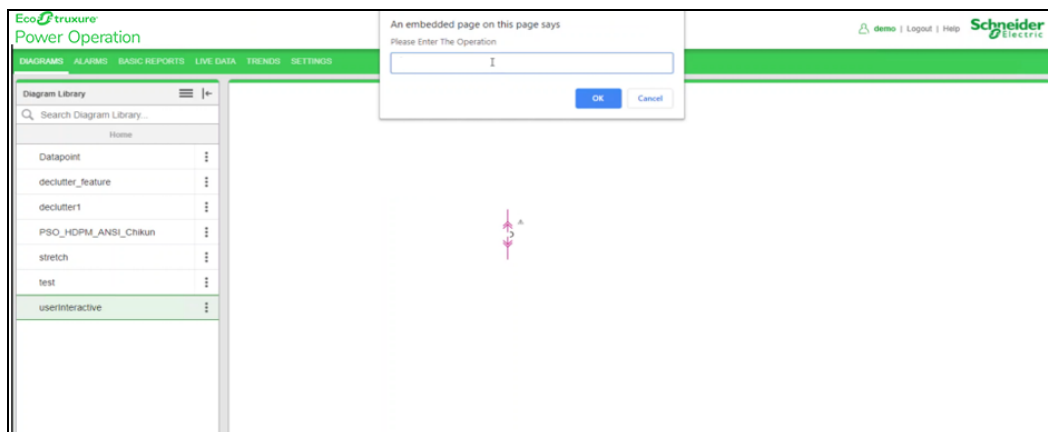 EcoStruxure
Power Operation
demo | Logout | Help
Schneider
Electric
DIAGRAMS ALARMS BASIC REPORTS LIVE DATA TRENDS SETTINGS
An embedded page on this page says
Please Enter The Operation
OK Cancel
Diagram Library
Search Diagram Library...
Home
Datapoint
declutter_feature
declutter1
PSO_HDPM_ANSI_Chikun
stretch
test
userInteractive